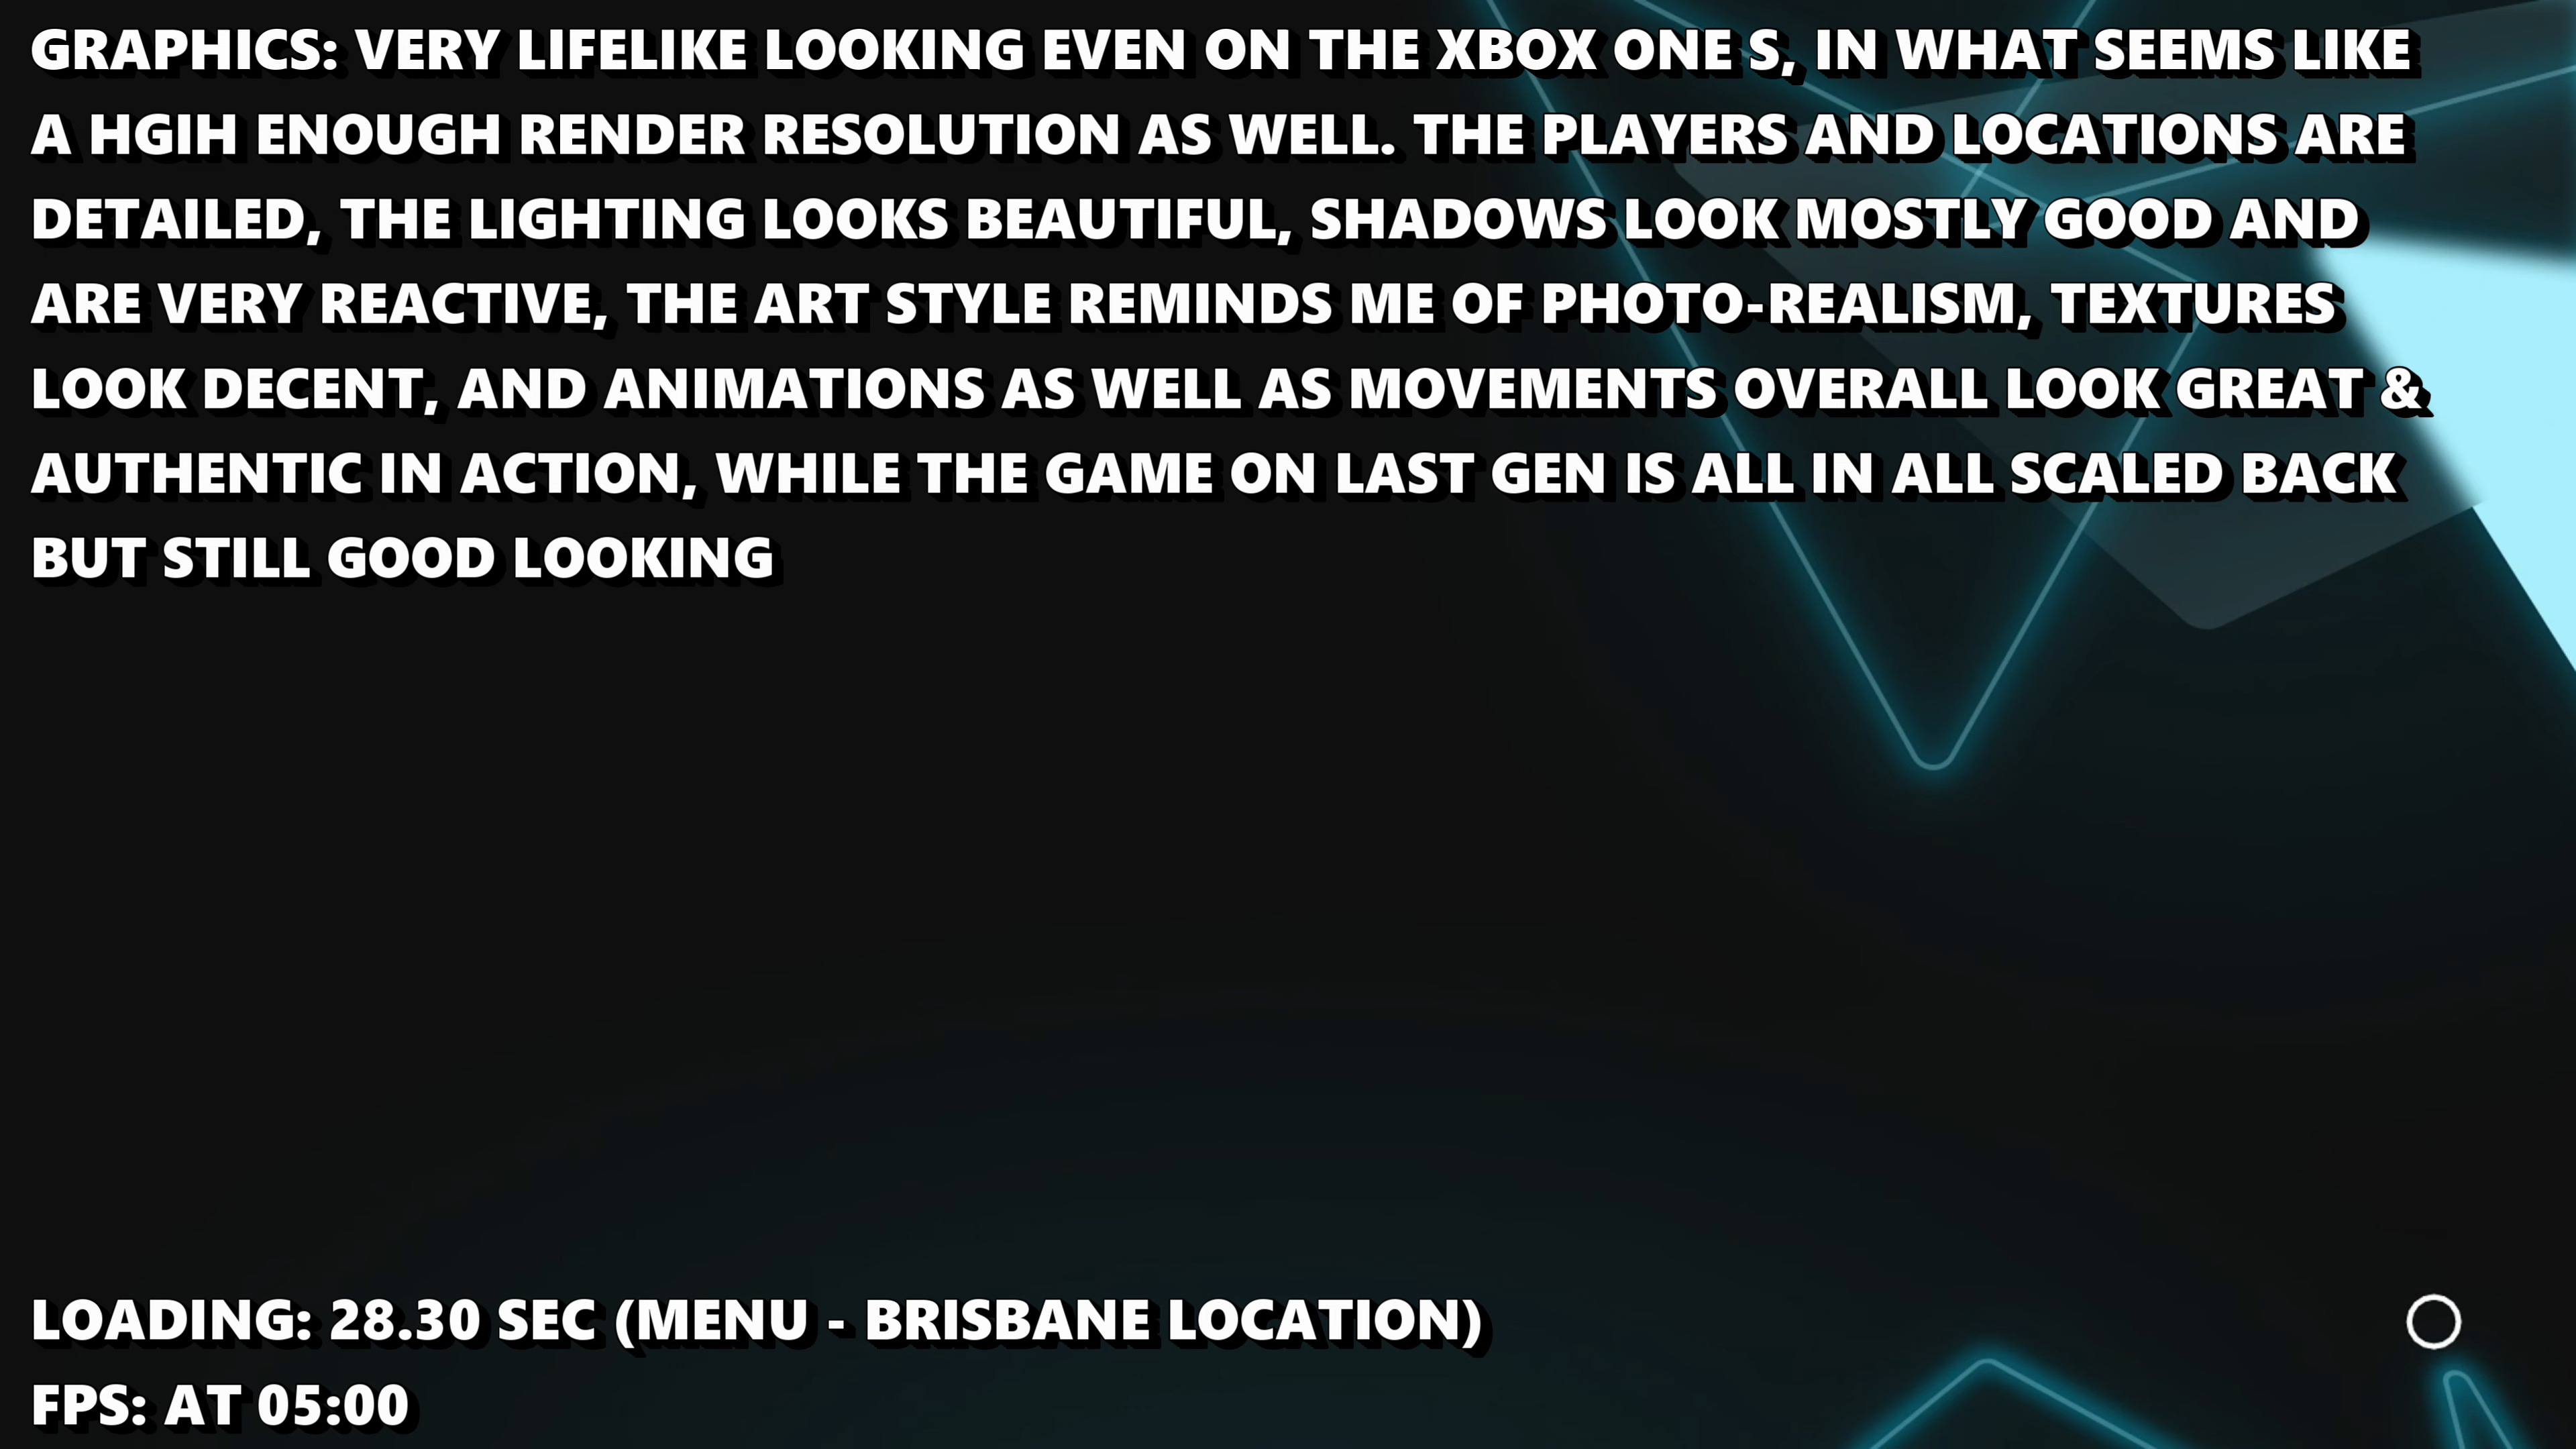 GRAPHICS: VERY LIFELIKE LOOKING EVEN ON THE XBOX ONE S, IN WHAT SEEMS LIKE
A HGIH ENOUGH RENDER RESOLUTION AS WELL. THE PLAYERS AND LOCATIONS ARE
DETAILED, THE LIGHTING LOOKS BEAUTIFUL, SHADOWS LOOK MOSTLY GOOD AND
ARE VERY REACTIVE, THE ART STYLE REMINDS ME OF PHOTO-REALISM, TEXTURES
LOOK DECENT, AND ANIMATIONS AS WELL AS MOVEMENTS OVERALL LOOK GREAT &
AUTHENTIC IN ACTION, WHILE THE GAME ON LAST GEN IS ALL IN ALL SCALED BACK
BUT STILL GOOD LOOKING
LOADING: 28.30 SEC (MENU - BRISBANE LOCATION)
FPS: AT 05:00